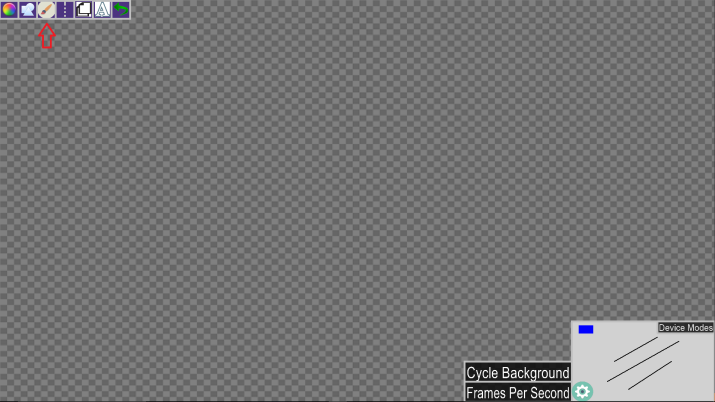 Device Modes
Cycle Background
Frames Per Second